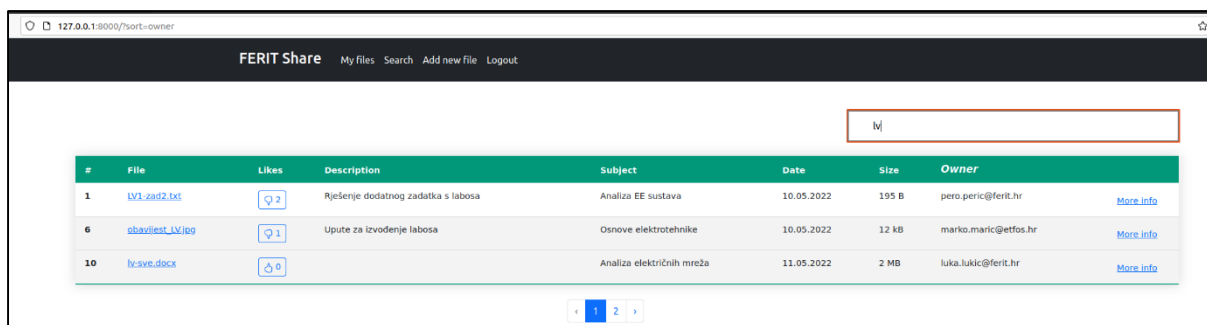 127.0.0.1:8000/?sort=owner
FERIT Share My files Search Add new file Logout
lv
# File Likes Description Subject Date Size Owner
1 LV1-zad2.txt 2 Rješenje dodatnog zadatka s labosa Analiza EE sustava 10.05.2022 195 B pero.peric@ferit.hr More info
6 obavijest_LV.jpg 1 Upute za izvođenje labosa Osnove elektrotehnike 10.05.2022 12 kB marko.maric@etfos.hr More info
10 lv-sve.docx 0 Analiza električnih mreža 11.05.2022 2 MB luka.lukic@ferit.hr More info
‹ 1 2 ›